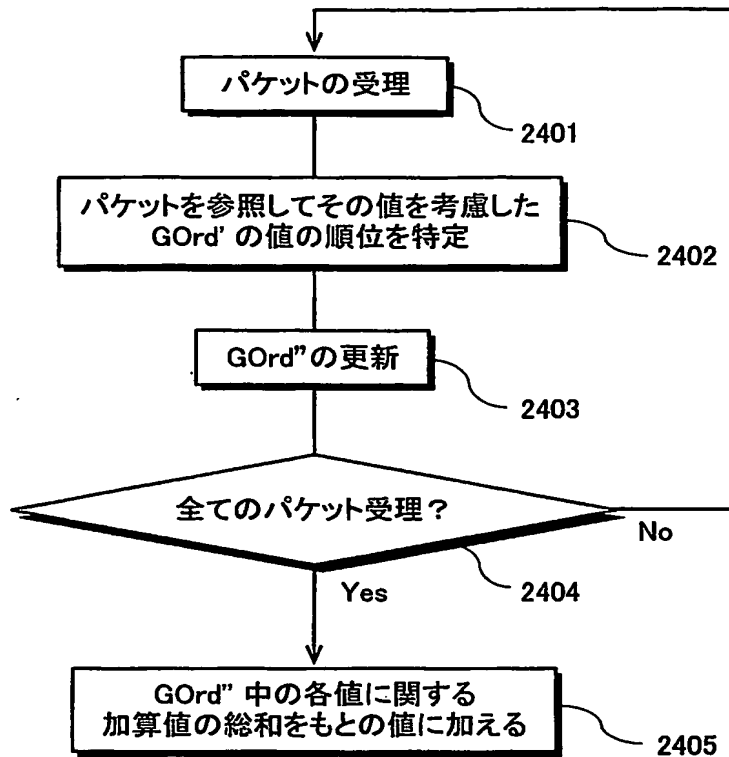 パケットの受理
2401
パケットを参照してその値を考慮した
GOrd' の値の順位を特定
2402
GOrd”の更新
2403
全てのパケット受理？
No
2404
Yes
GOrd” 中の各値に関する
加算値の総和をもとの値に加える
2405